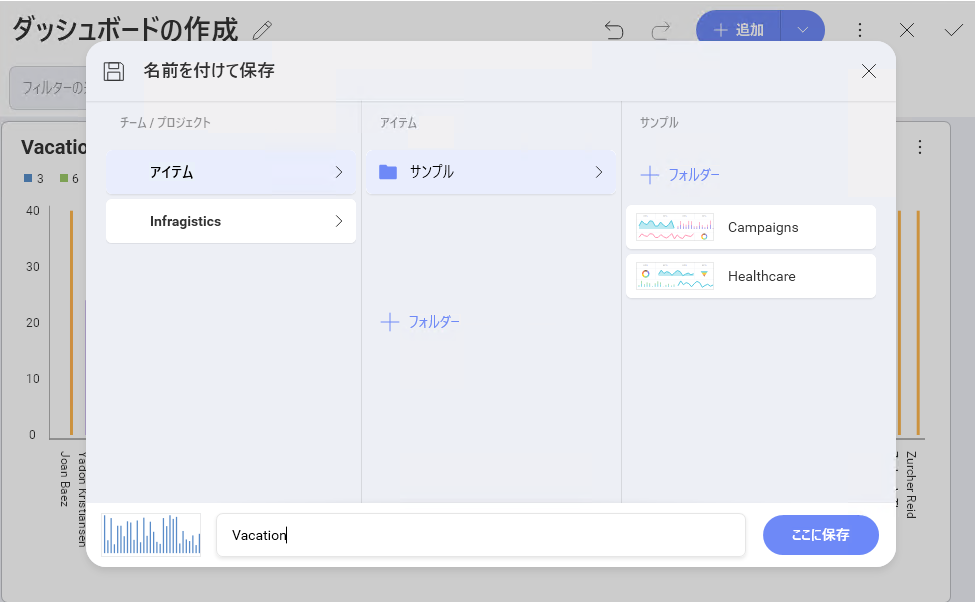 ダッシュボードの作成
追加
フィルターの
名前を付けて保存
チーム / プロジェクト
アイテム
サンプル
アイテム
サンプル
フォルダー
Infragistics
Campaigns
Healthcare
フォルダー
Vacatio
3
6
40
30
20
10
0
Joan Baez
Yadon Kristiansen
Zurcher Reid
Vacation
ここに保存